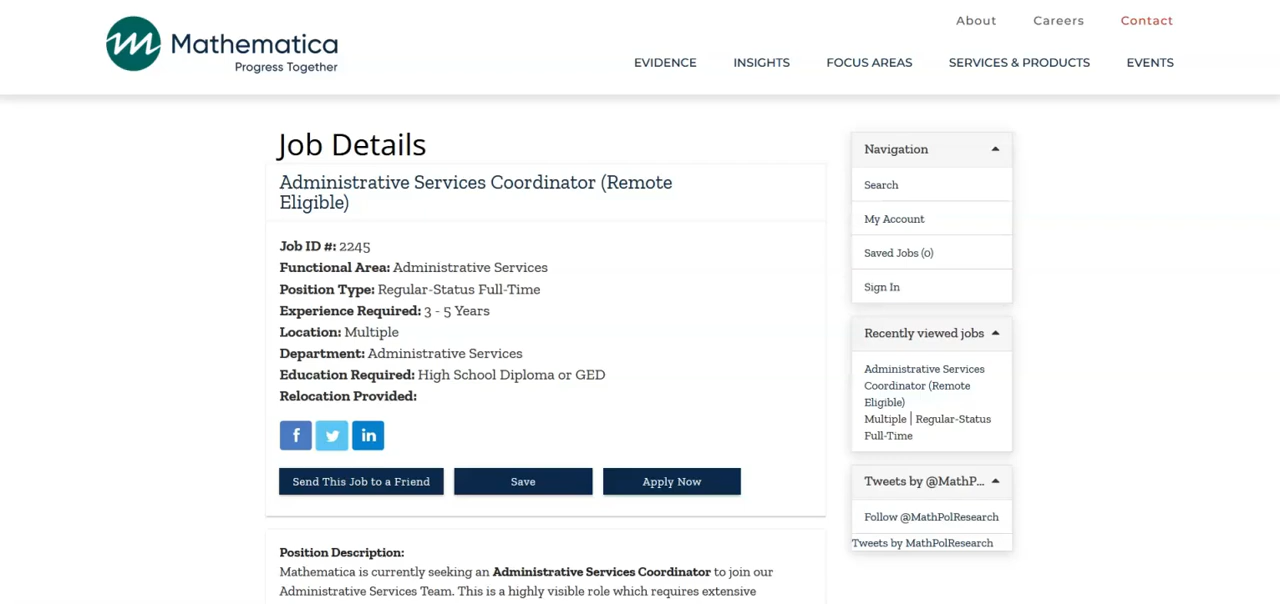 About Careers Contact
Mathematica
Progress Together
EVIDENCE INSIGHTS FOCUS AREAS SERVICES & PRODUCTS EVENTS
Job Details
Administrative Services Coordinator (Remote
Eligible)
Job ID #: 2245
Functional Area: Administrative Services
Position Type: Regular-Status Full-Time
Experience Required: 3 - 5 Years
Location: Multiple
Department: Administrative Services
Education Required: High School Diploma or GED
Relocation Provided:
Send This Job to a Friend Save Apply Now
Position Description:
Mathematica is currently seeking an Administrative Services Coordinator to join our
Administrative Services Team. This is a highly visible role which requires extensive
Navigation
Search
My Account
Saved Jobs (0)
Sign In
Recently viewed jobs
Administrative Services
Coordinator (Remote
Eligible)
Multiple | Regular-Status
Full-Time
Tweets by @MathP...
Follow @MathPolResearch
Tweets by MathPolResearch